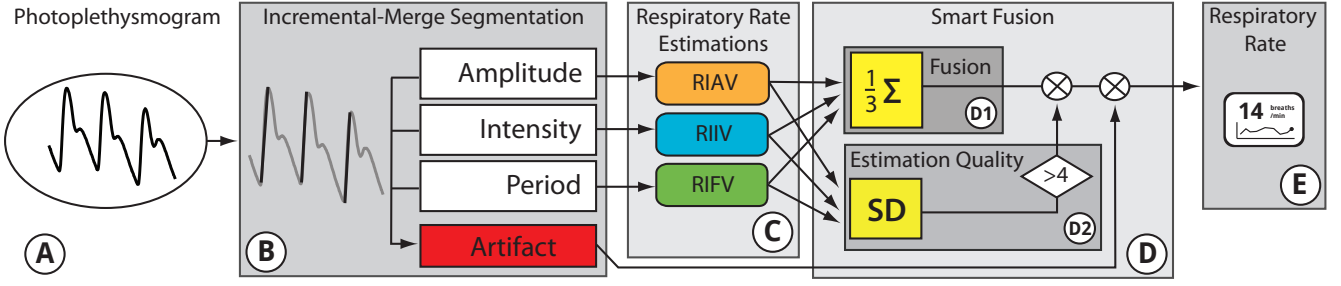 Photoplethysmogram
A
Incremental-Merge Segmentation
Amplitude
Intensity
Period
Artifact
B
Respiratory Rate
Estimations
RIAV
RIIV
RIFV
C
Smart Fusion
1/3 Σ
Fusion
D1
Estimation Quality
SD
>4
D2
D
Respiratory
Rate
14 breaths
/min
E